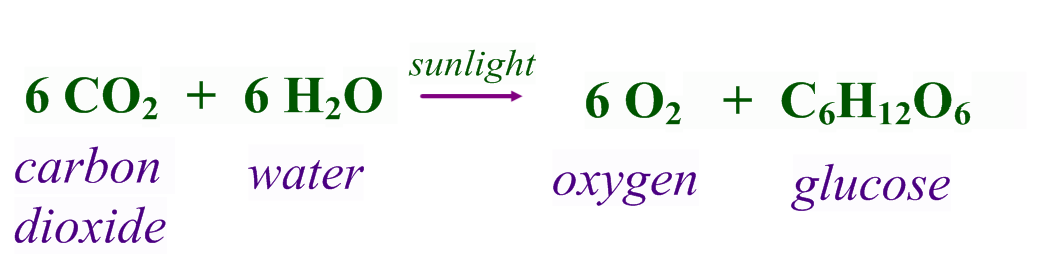 sunlight
6 CO₂ + 6 H₂O → 6 O₂ + C₆H₁₂O₆
carbon dioxide water oxygen glucose